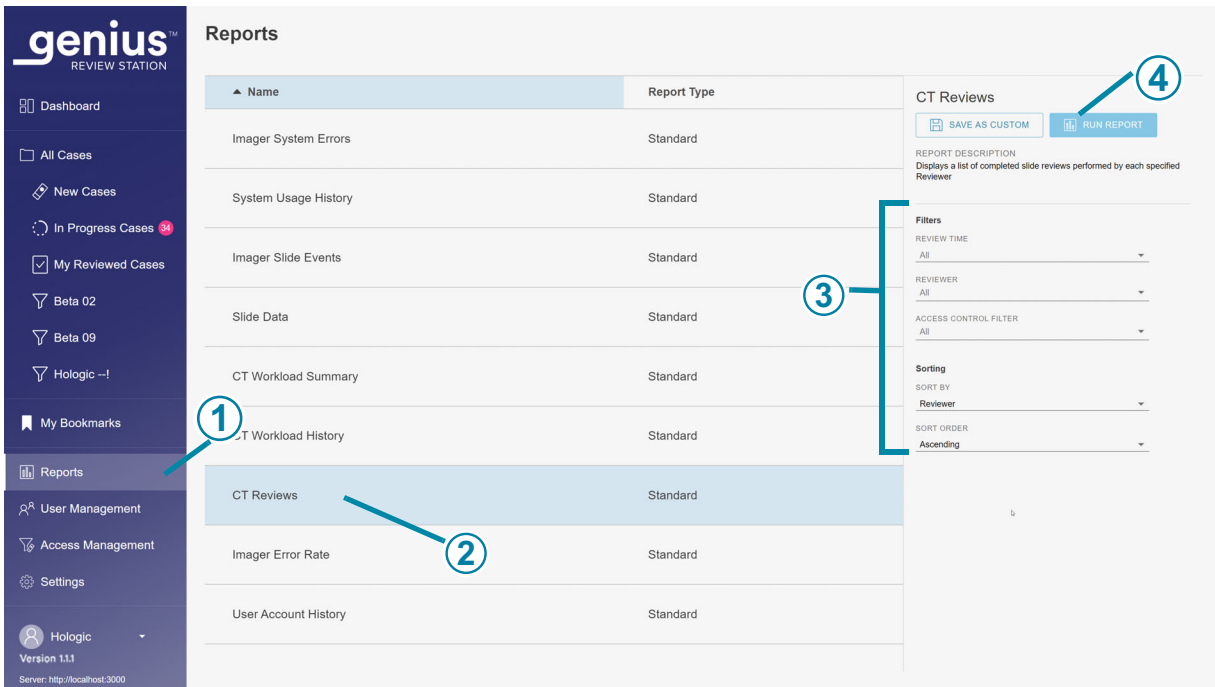 genius™
REVIEW STATION
Dashboard
All Cases
New Cases
In Progress Cases 34
My Reviewed Cases
Beta 02
Beta 09
Hologic --!
My Bookmarks
Reports
User Management
Access Management
Settings
Hologic
Version 1.1.1
Server: http://localhost:3000
Reports
Name Report Type
Imager System Errors Standard
System Usage History Standard
Imager Slide Events Standard
Slide Data Standard
CT Workload Summary Standard
CT Workload History Standard
CT Reviews Standard
Imager Error Rate Standard
User Account History Standard
CT Reviews
SAVE AS CUSTOM RUN REPORT
REPORT DESCRIPTION
Displays a list of completed slide reviews performed by each specified
Reviewer
Filters
REVIEW TIME
All
REVIEWER
All
ACCESS CONTROL FILTER
All
Sorting
SORT BY
Reviewer
SORT ORDER
Ascending
1
2
3
4